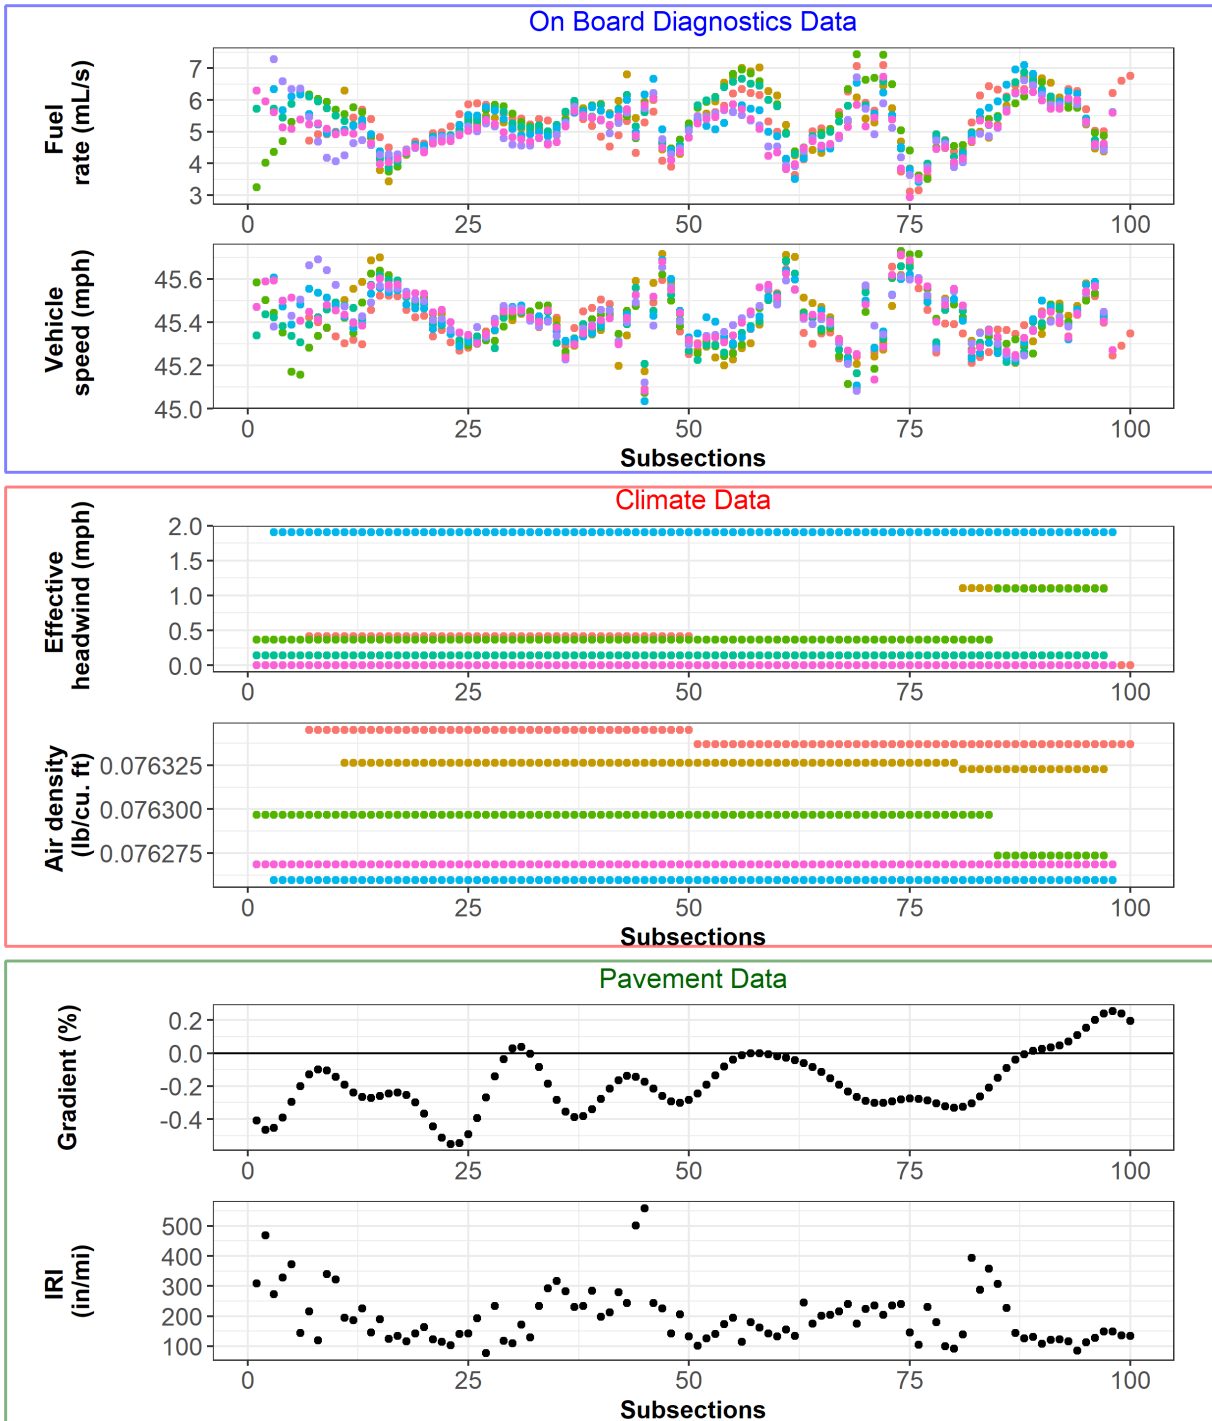 On Board Diagnostics Data
Fuel
rate (mL/s)
7
6
5
4
3
0 25 50 75 100
Vehicle
speed (mph)
45.6
45.4
45.2
45.0
0 25 50 75 100
Subsections
Climate Data
Effective
headwind (mph)
2.0
1.5
1.0
0.5
0.0
0 25 50 75 100
Air density
(lb/cu. ft)
0.076325
0.076300
0.076275
0 25 50 75 100
Subsections
Pavement Data
Gradient (%)
0.2
0.0
-0.2
-0.4
0 25 50 75 100
IRI
(in/mi)
500
400
300
200
100
0 25 50 75 100
Subsections